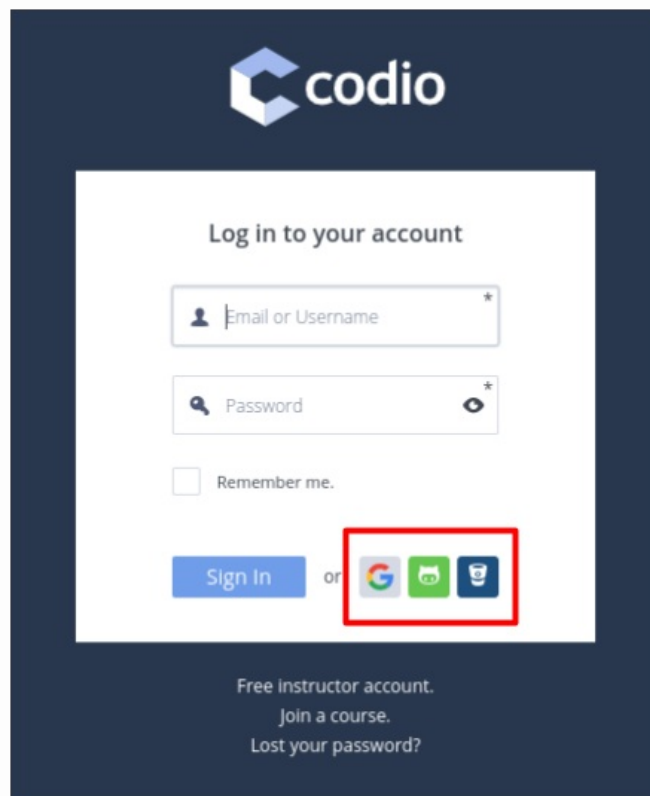 codio
Log in to your account
Email or Username *
Password *
Remember me.
Sign In or
Free instructor account.
Join a course.
Lost your password?